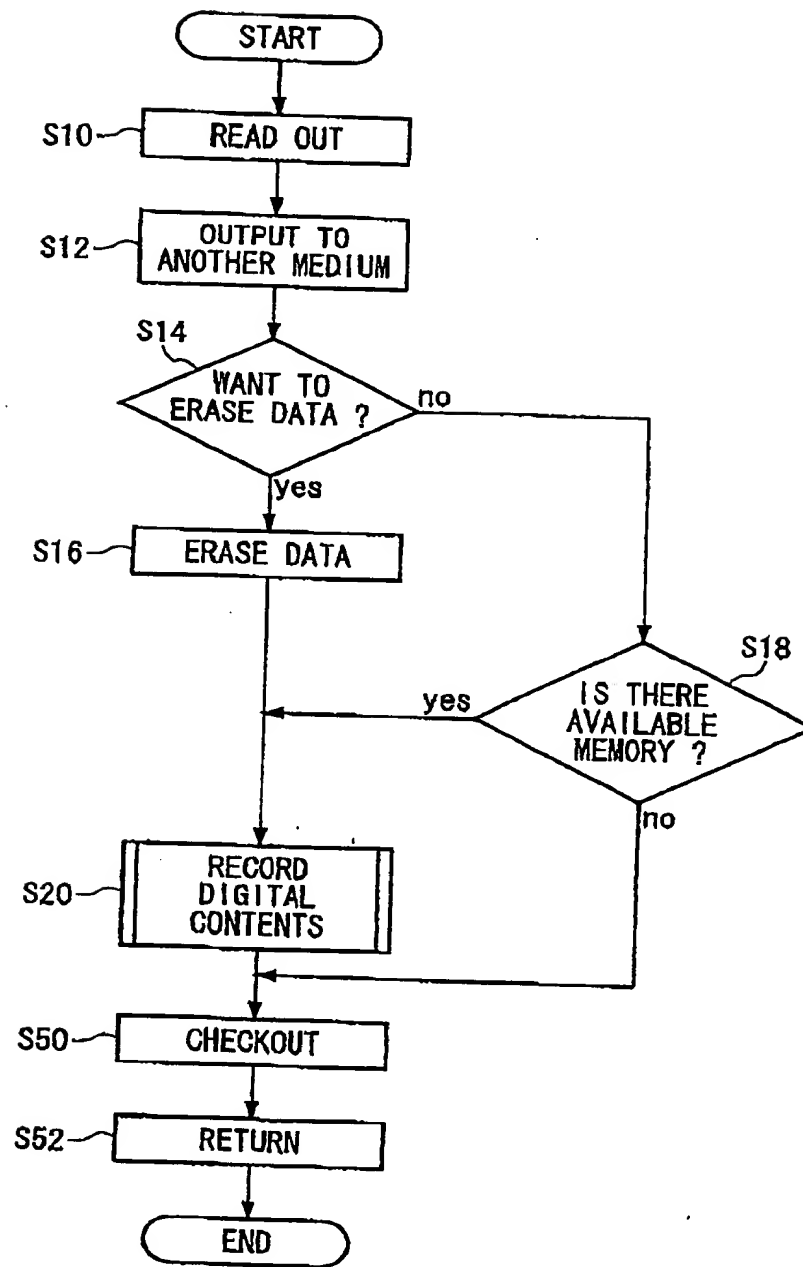 START
S10
READ OUT
S12
OUTPUT TO
ANOTHER MEDIUM
S14
WANT TO
ERASE DATA ?
no
yes
S16
ERASE DATA
S18
IS THERE
AVAILABLE
MEMORY ?
yes
no
S20
RECORD
DIGITAL
CONTENTS
S50
CHECKOUT
S52
RETURN
END